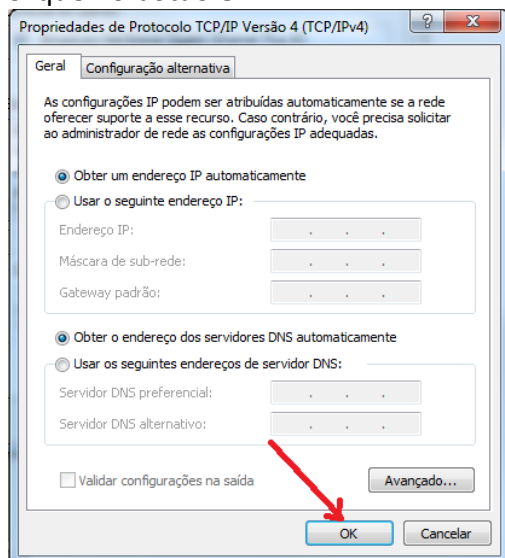 Propriedades de Protocolo TCP/IP Versão 4 (TCP/IPv4)
Geral
Configuração alternativa
As configurações IP podem ser atribuídas automaticamente se a rede
oferecer suporte a esse recurso. Caso contrário, você precisa solicitar
ao administrador de rede as configurações IP adequadas.
Obter um endereço IP automaticamente
Usar o seguinte endereço IP:
Endereço IP:
Máscara de sub-rede:
Gateway padrão:
Obter o endereço dos servidores DNS automaticamente
Usar os seguintes endereços de servidor DNS:
Servidor DNS preferencial:
Servidor DNS alternativo:
Validar configurações na saída
Avançado...
OK
Cancelar